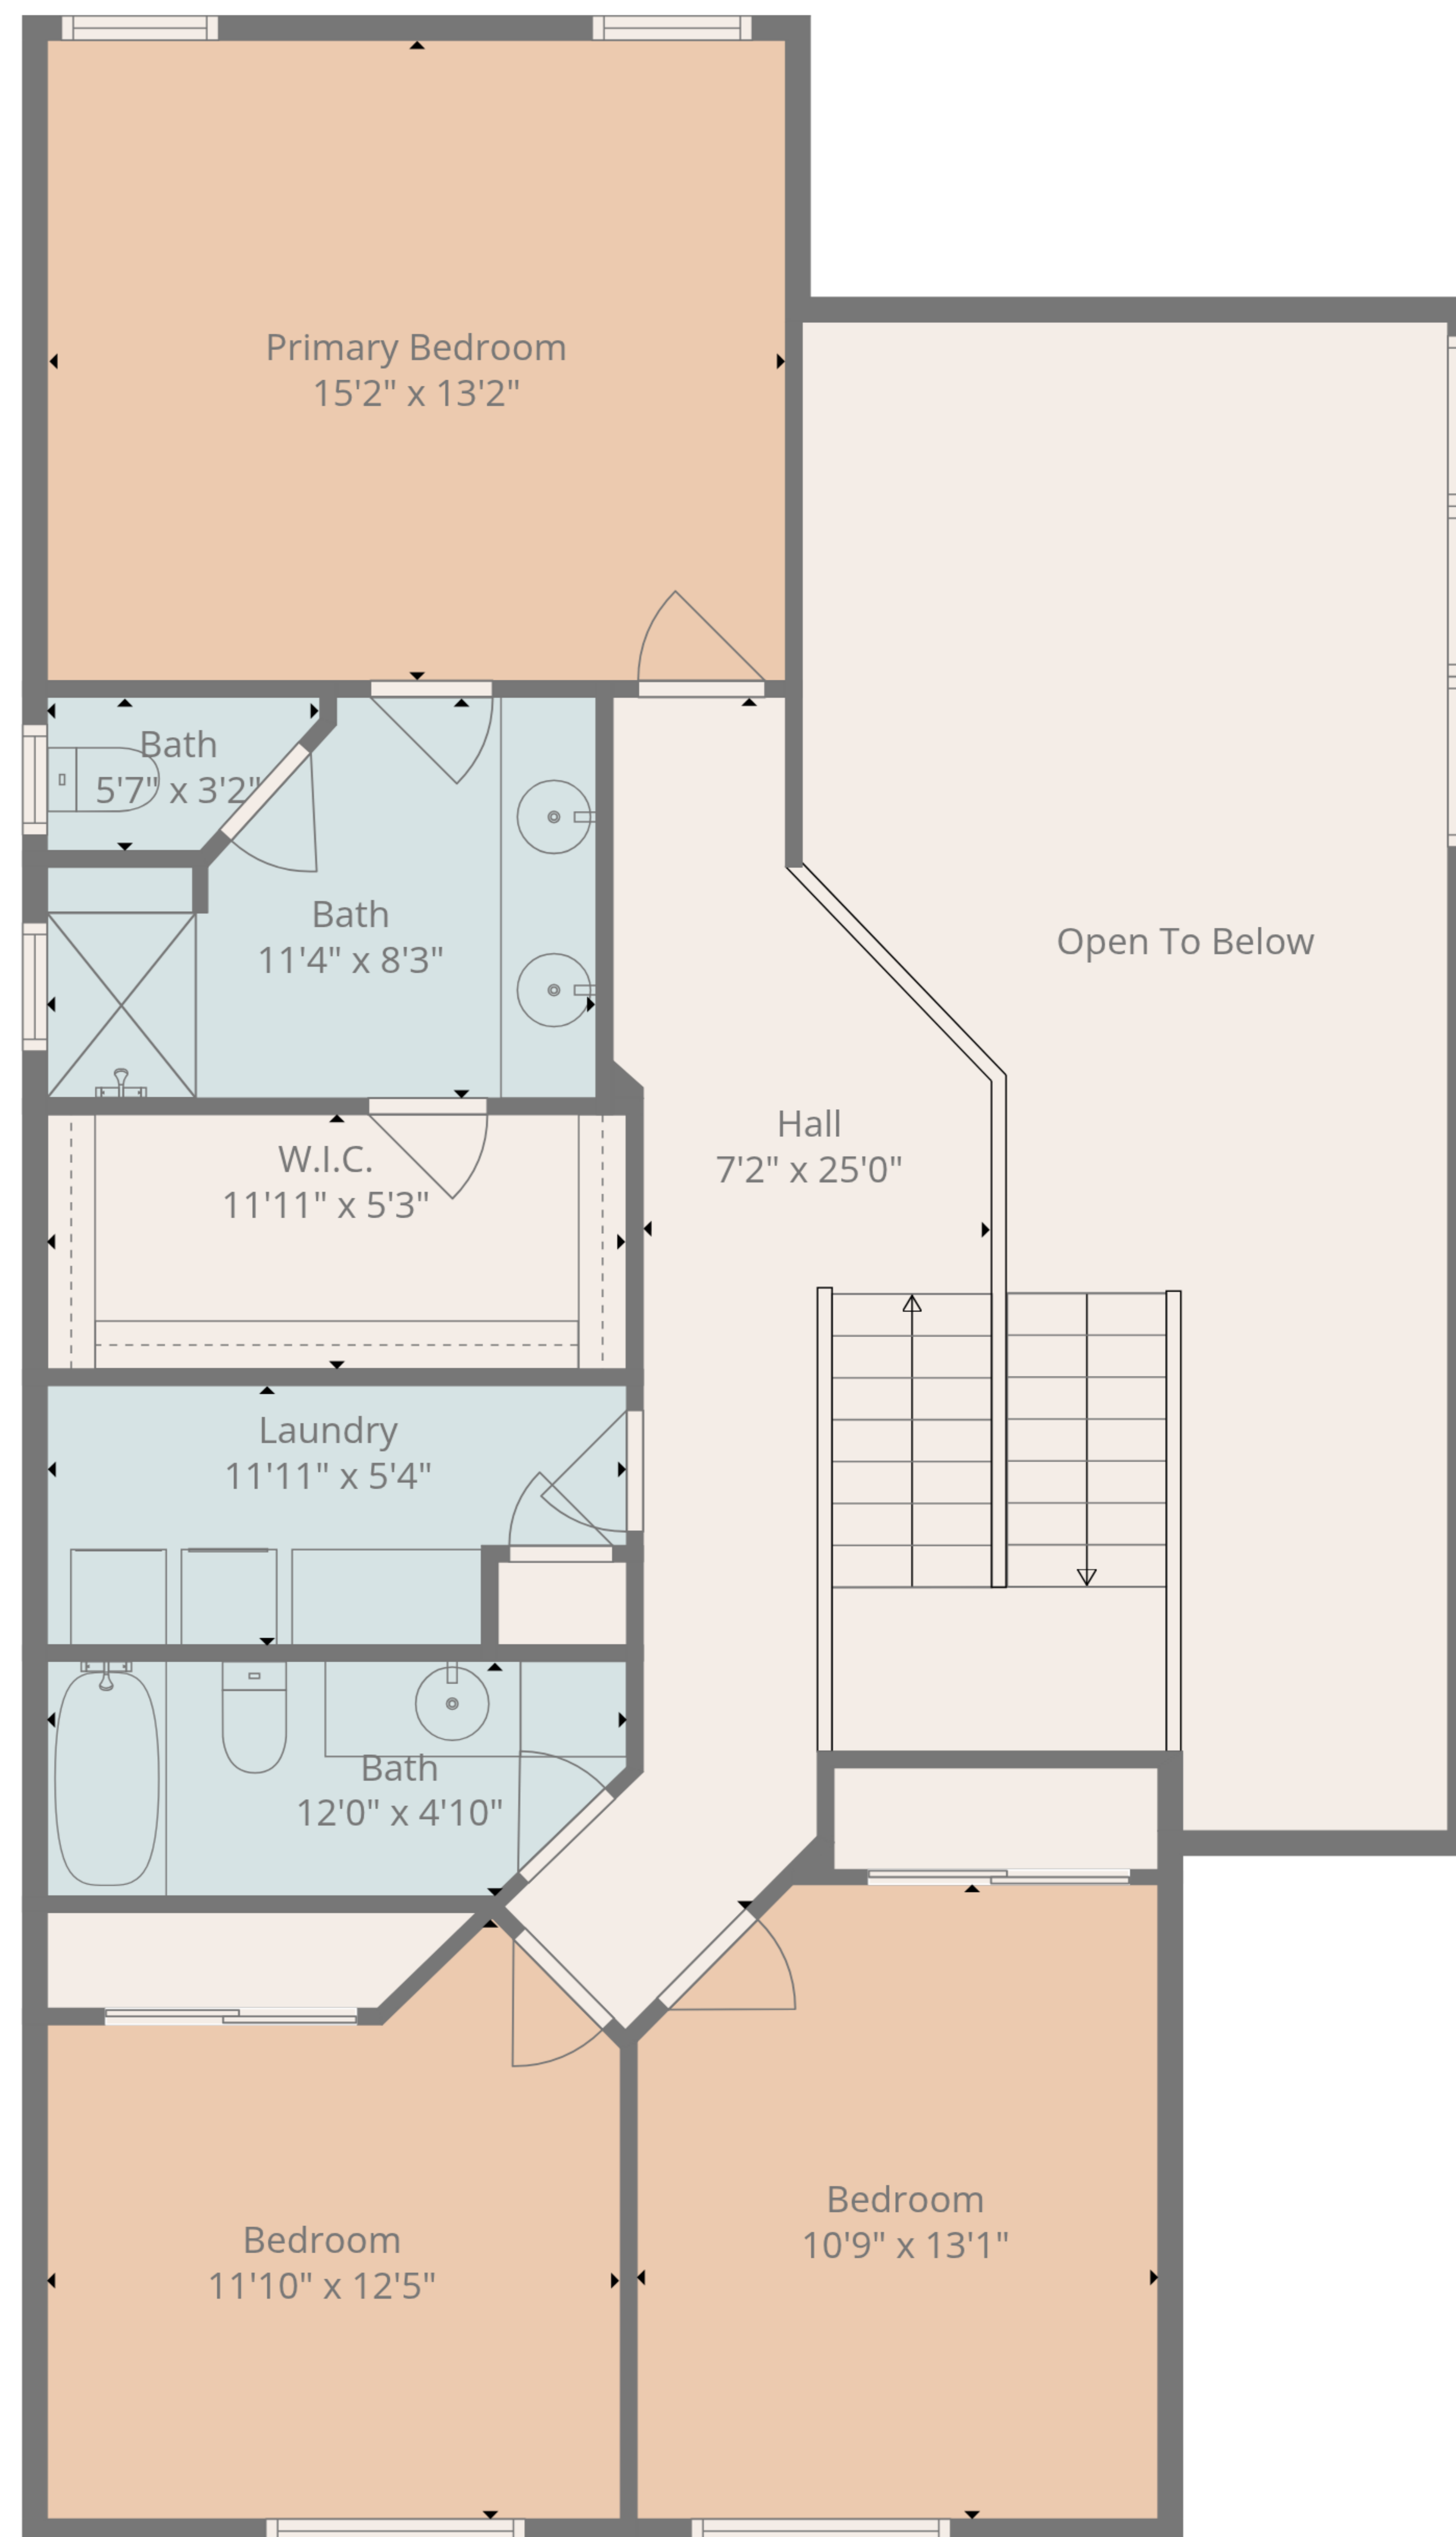 Primary Bedroom
15'2" x 13'2"
Bath
5'7" x 3'2"
Bath
11'4" x 8'3"
Open To Below
Hall
7'2" x 25'0"
W.I.C.
11'11" x 5'3"
Laundry
11'11" x 5'4"
Bath
12'0" x 4'10"
Bedroom
10'9" x 13'1"
Bedroom
11'10" x 12'5"